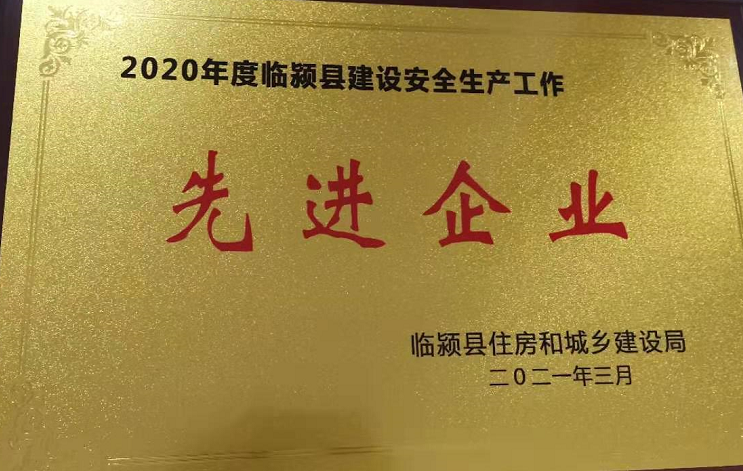 2020年度临颍县建设安全生产工作
先进企业
临颍县住房和城乡建设局
二〇二一年三月